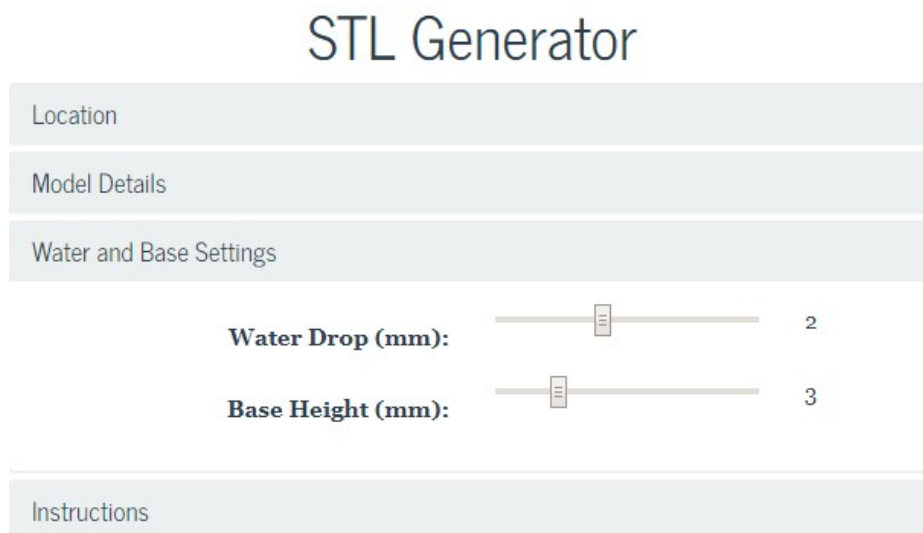 STL Generator
Location
Model Details
Water and Base Settings
Water Drop (mm): 2
Base Height (mm): 3
Instructions